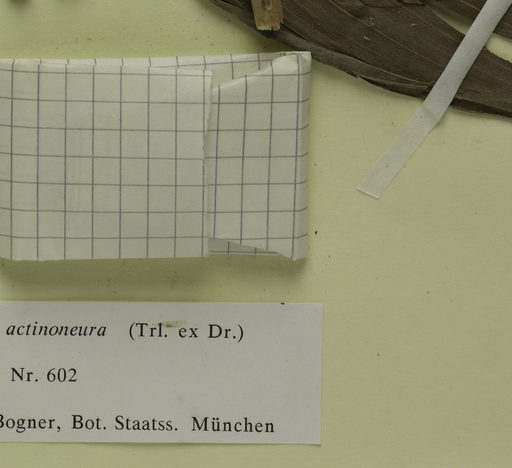 actinoneura (Trl. ex Dr.)
Nr. 602
Bogner, Bot. Staatss. München